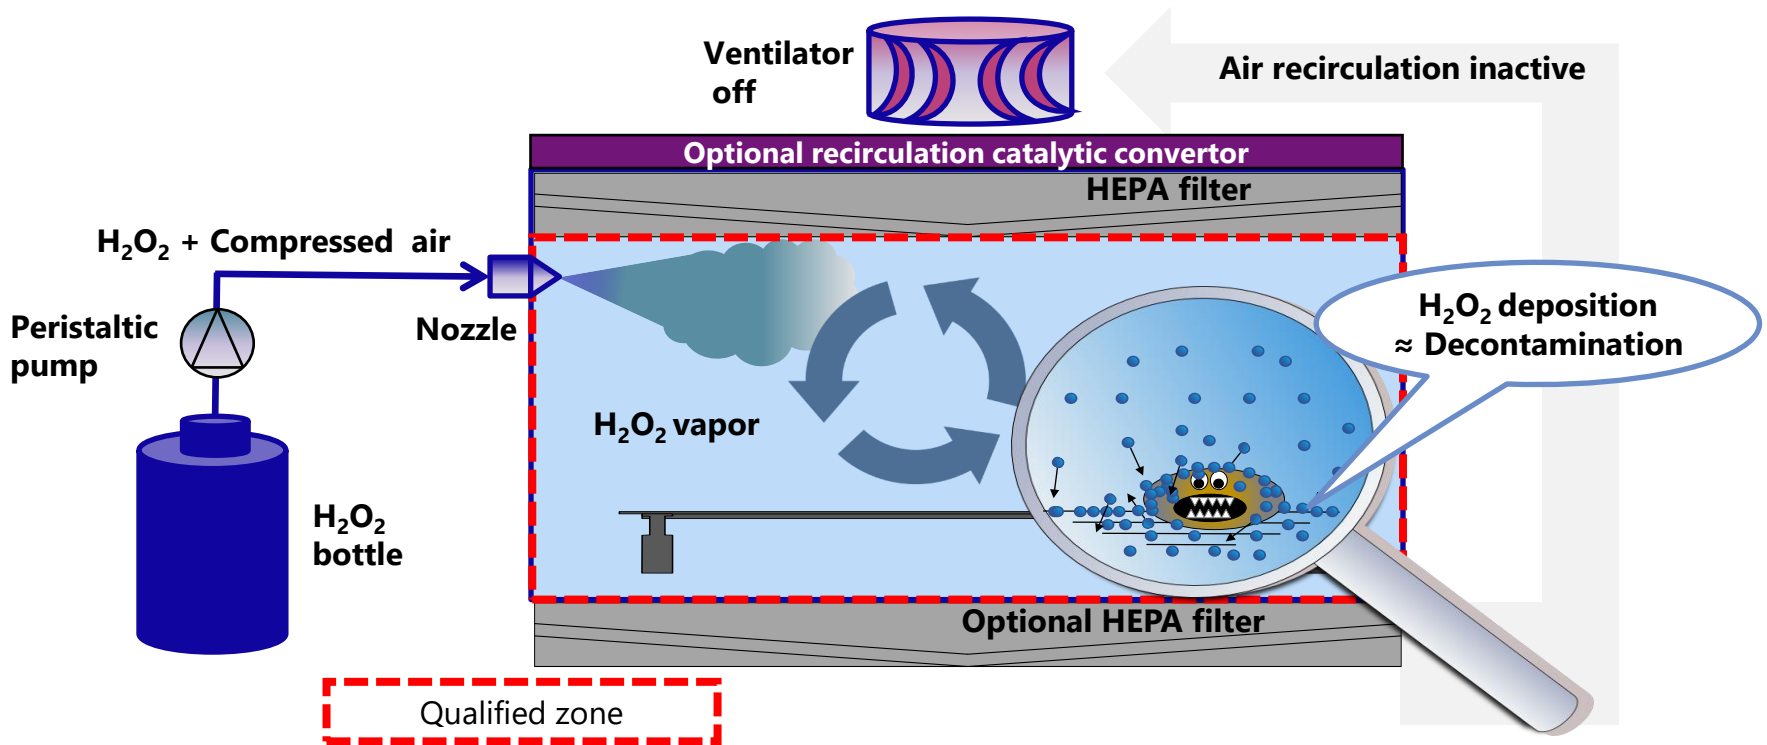 Ventilator
off
Air recirculation inactive
Optional recirculation catalytic convertor
HEPA filter
H₂O₂ + Compressed air
Peristaltic
pump
Nozzle
H₂O₂ deposition
≈ Decontamination
H₂O₂ vapor
H₂O₂
bottle
Optional HEPA filter
Qualified zone